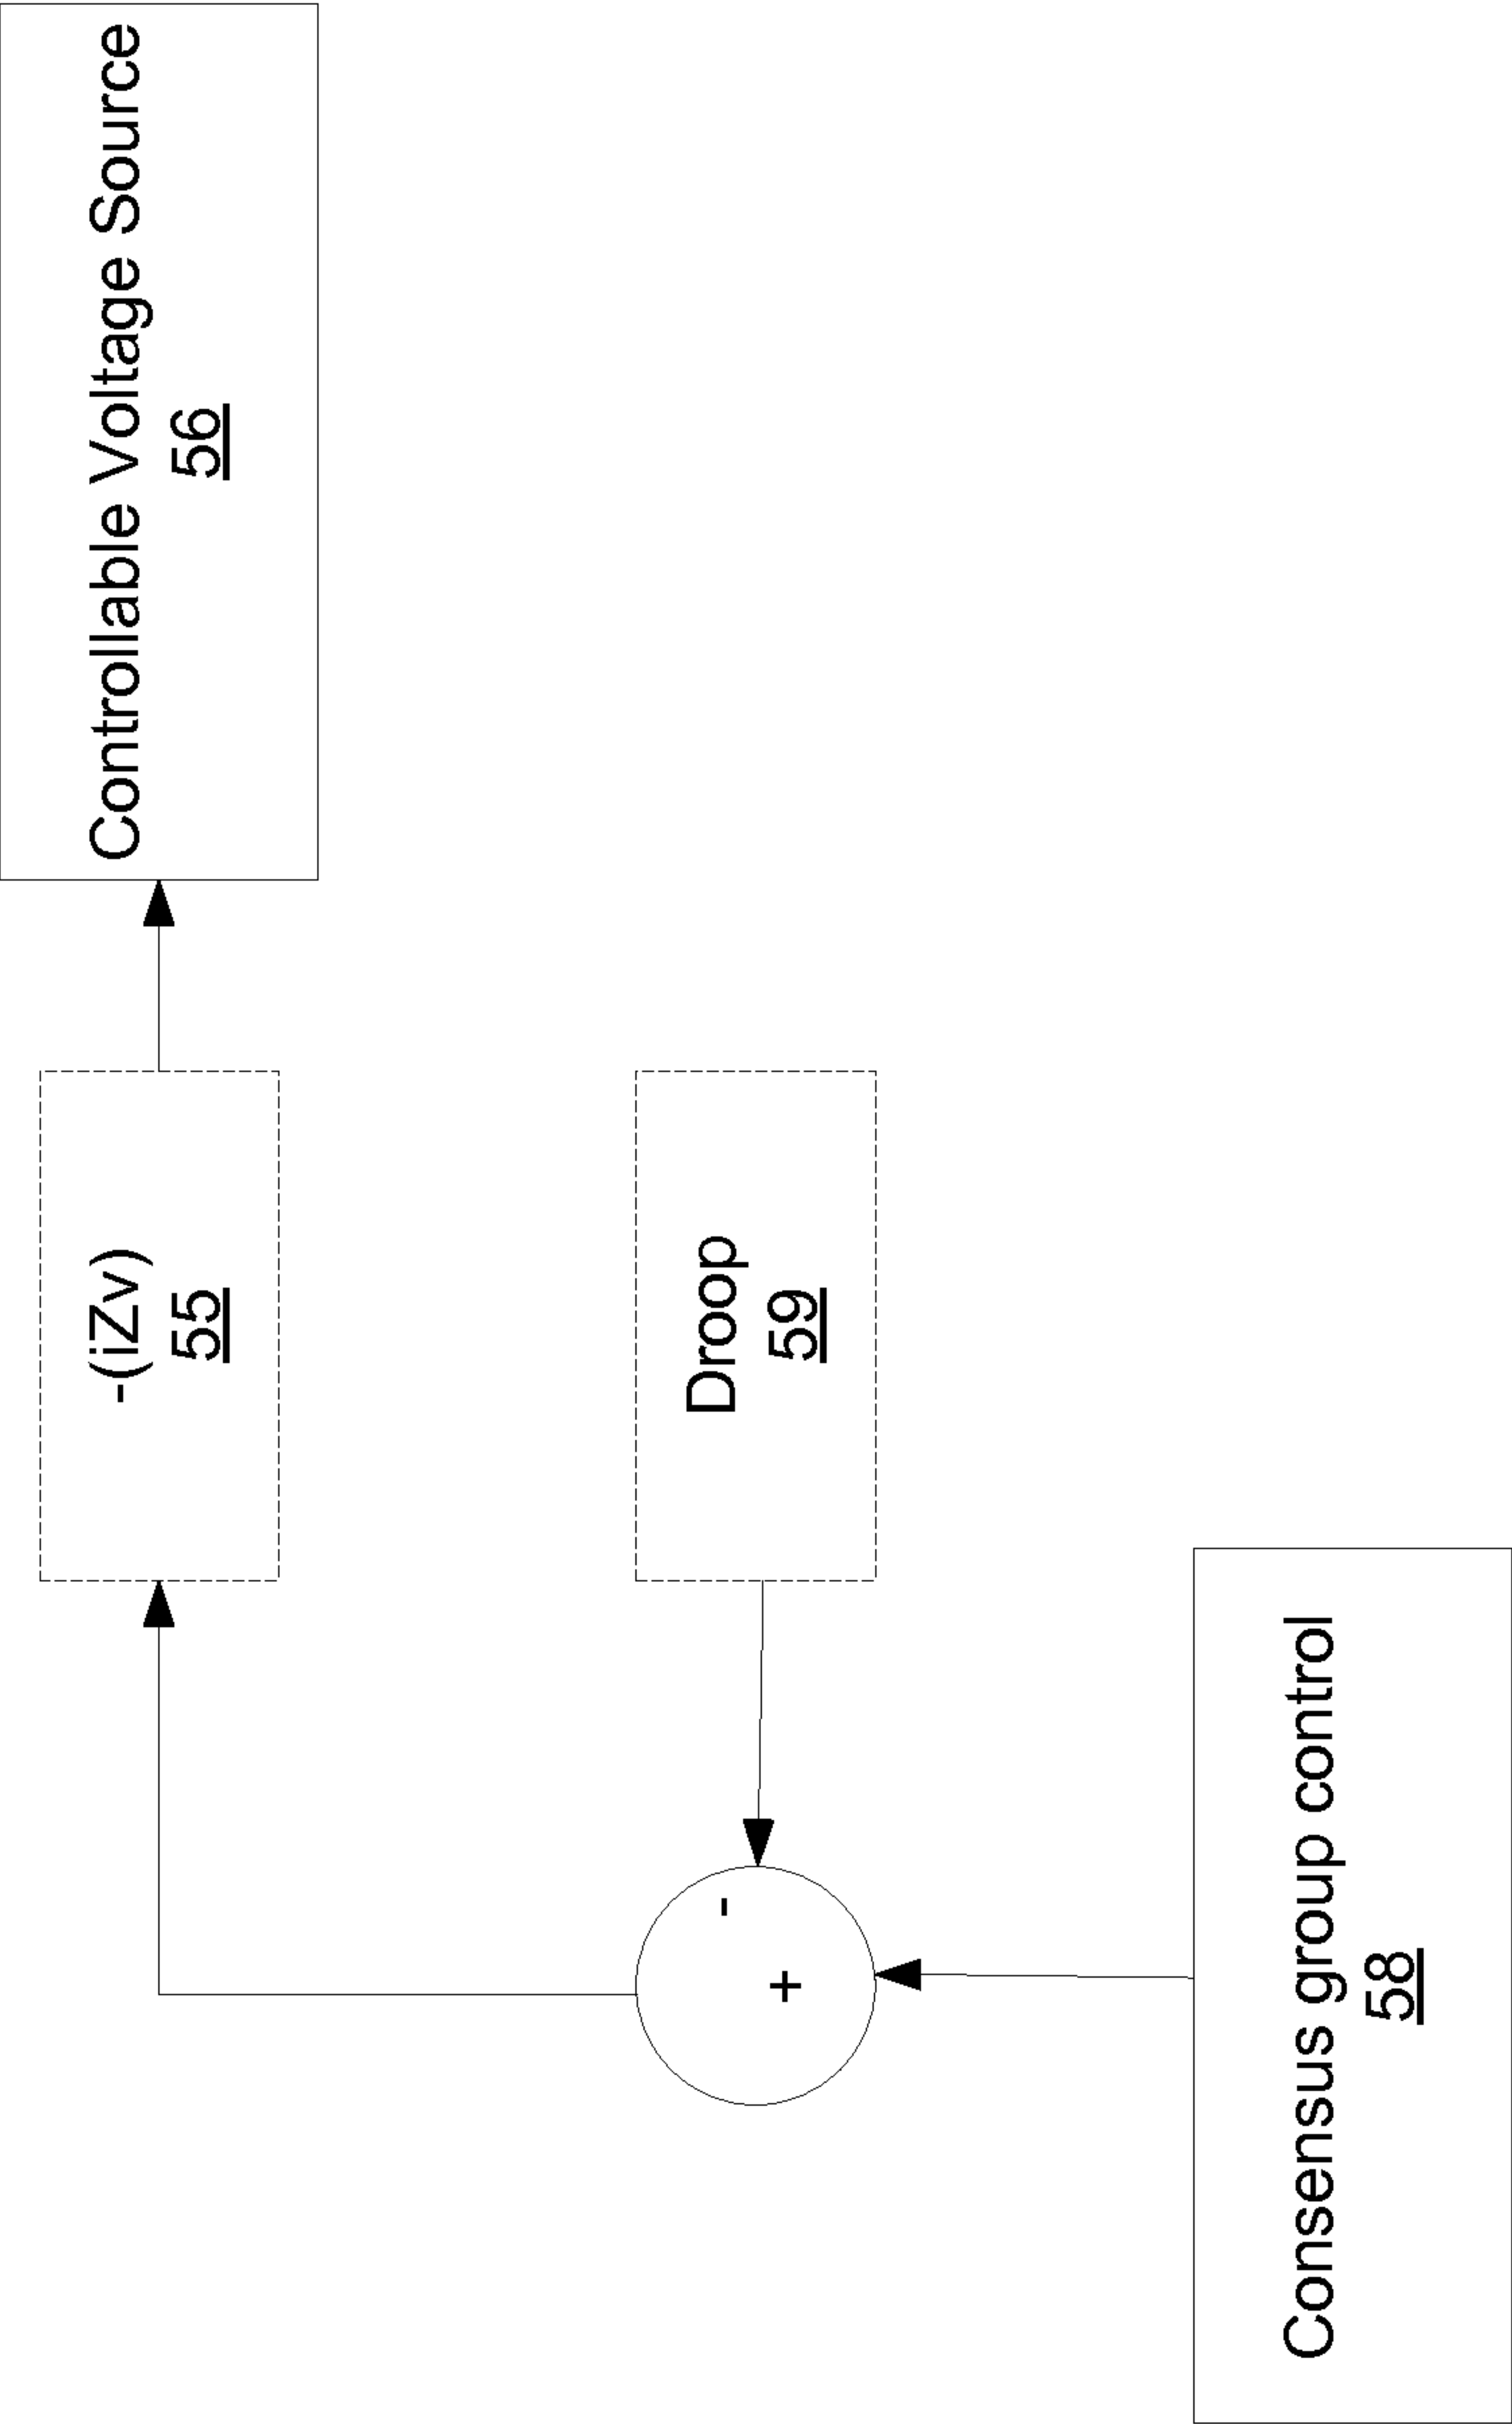 Controllable Voltage Source
56
-(iZv)
55
Droop
59
-
+
Consensus group control
58